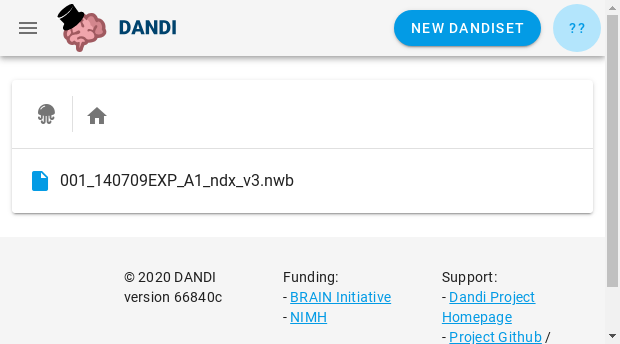 DANDI
NEW DANDISET
??
001_140709EXP_A1_ndx_v3.nwb
© 2020 DANDI
version 66840c
Funding:
- BRAIN Initiative
- NIMH
Support:
- Dandi Project
Homepage
- Project Github /